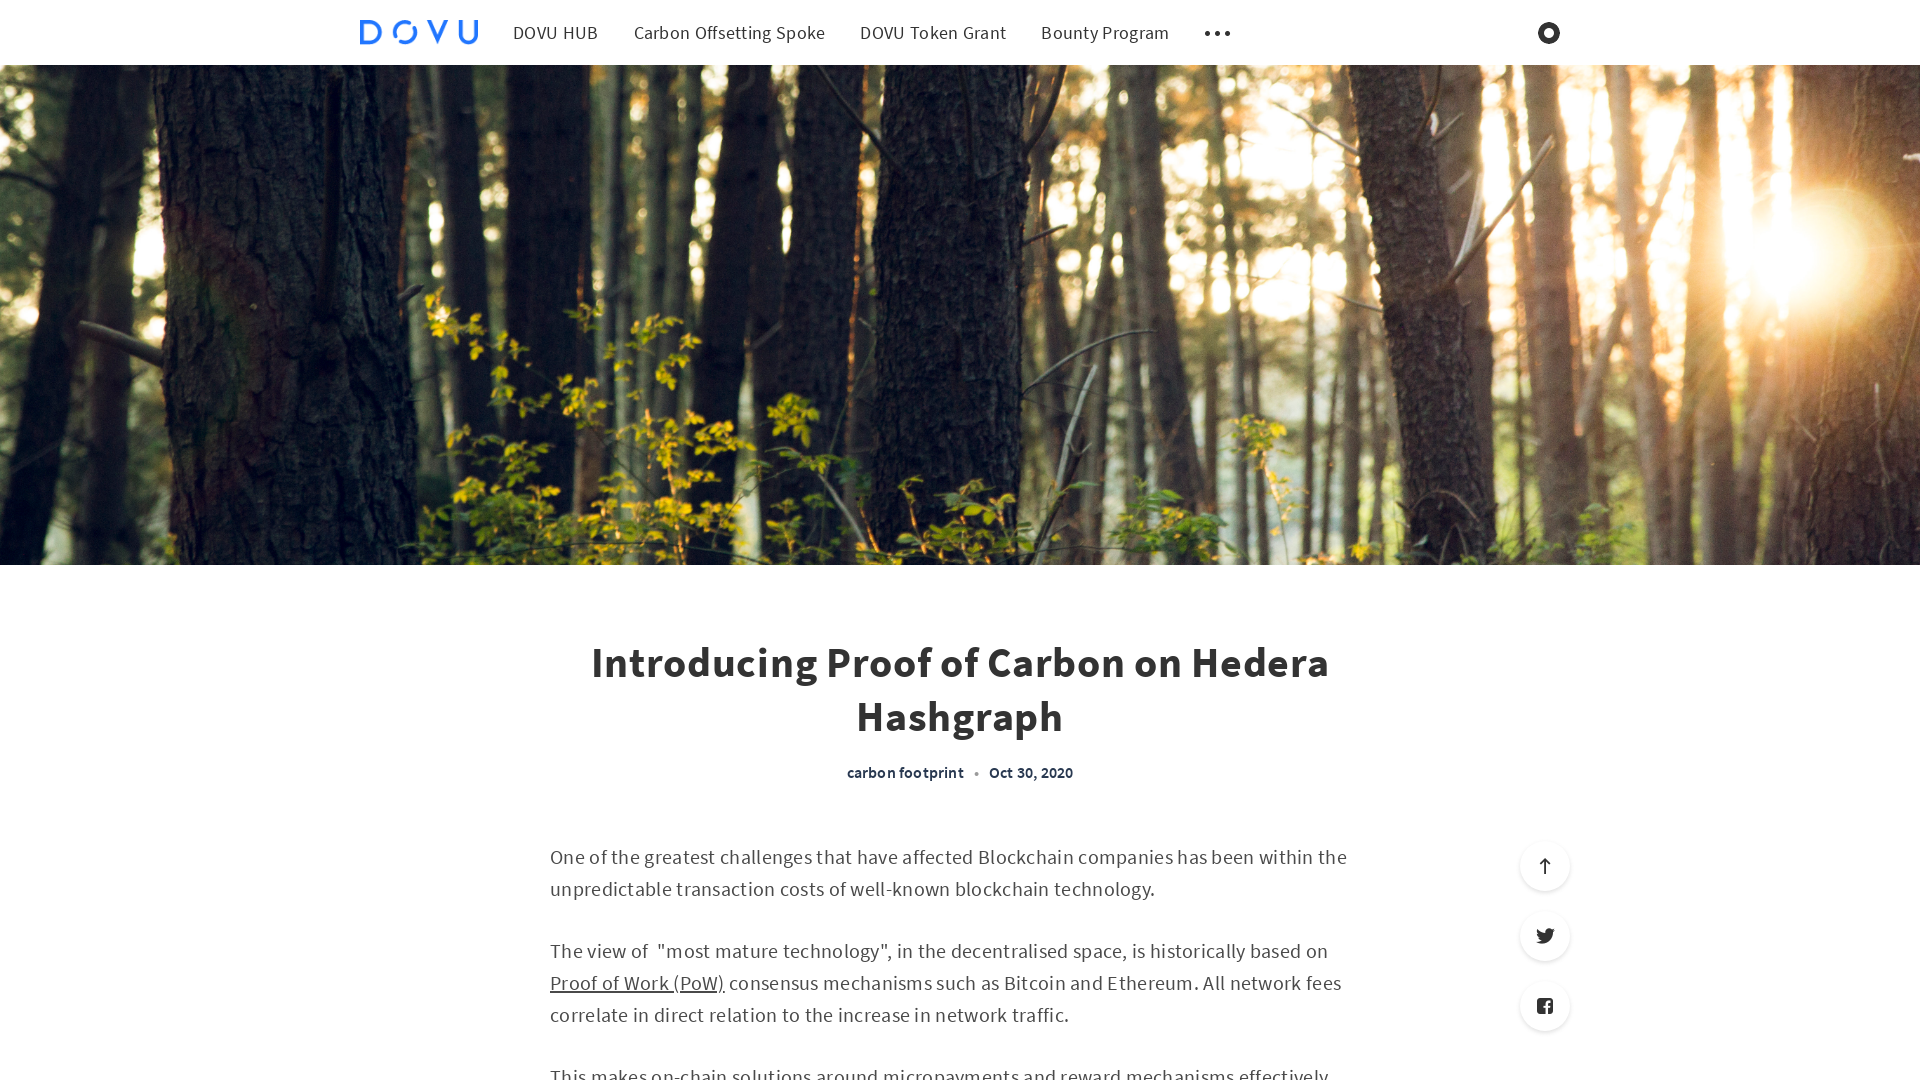 DOVU DOVU HUB Carbon Offsetting Spoke DOVU Token Grant Bounty Program
Introducing Proof of Carbon on Hedera
Hashgraph
carbon footprint • Oct 30, 2020
One of the greatest challenges that have affected Blockchain companies has been within the
unpredictable transaction costs of well-known blockchain technology.
The view of "most mature technology", in the decentralised space, is historically based on
Proof of Work (PoW) consensus mechanisms such as Bitcoin and Ethereum. All network fees
correlate in direct relation to the increase in network traffic.
This makes on-chain solutions around micropayments and reward mechanisms effectively